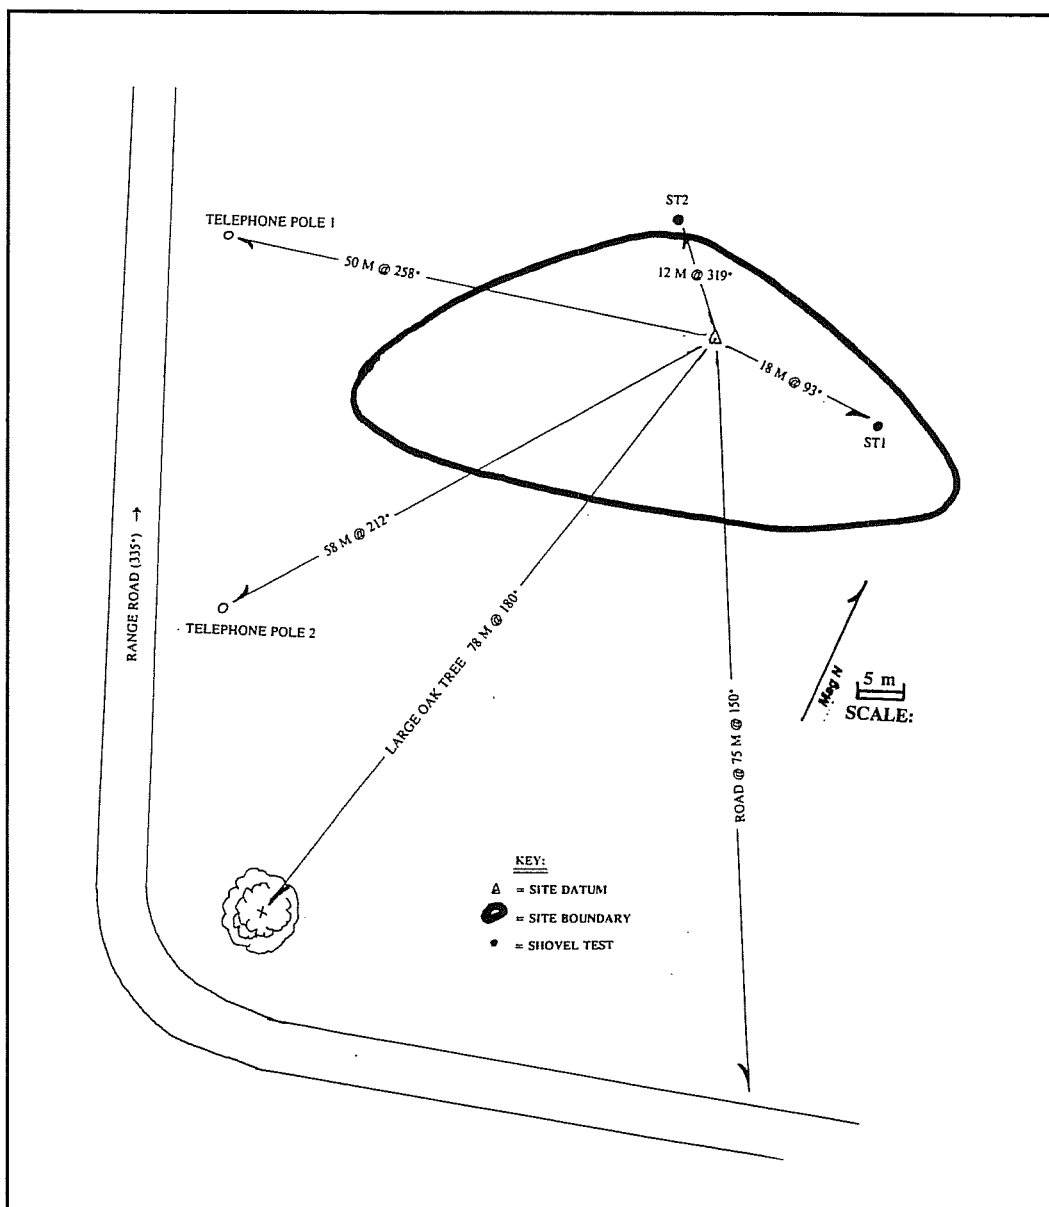 ST2
TELEPHONE POLE 1
50 M @ 258°
12 M @ 319°
18 M @ 93°
ST1
58 M @ 212°
RANGE ROAD (335°) →
TELEPHONE POLE 2
LARGE OAK TREE 78 M @ 180°
Mag N
5 m
SCALE:
ROAD @ 75 M @ 150°
KEY:
= SITE DATUM
= SITE BOUNDARY
= SHOVEL TEST